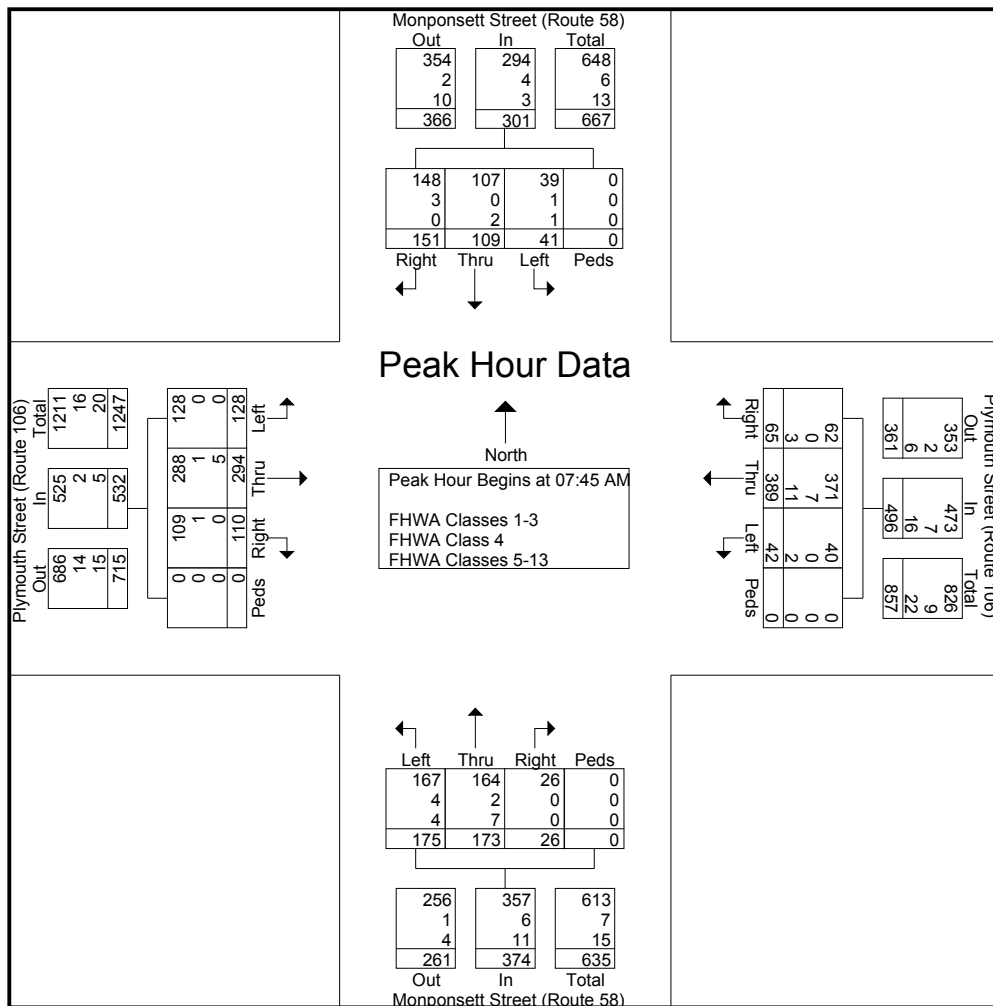 Monponsett Street (Route 58)
Out In Total
354 294 648
2 4 6
10 3 13
366 301 667
148 107 39 0
3 0 1 0
0 2 1 0
151 109 41 0
Right Thru Left Peds
Peak Hour Data
North
Peak Hour Begins at 07:45 AM
FHWA Classes 1-3
FHWA Class 4
FHWA Classes 5-13
Plymouth Street (Route 106)
Out In Total
686 525 1211
14 2 16
15 5 20
715 532 1247
Peds Right Thru Left
0 109 288 128
0 1 1 0
0 0 5 0
0 110 294 128
Plymouth Street (Route 106)
Out In Total
353 473 826
2 7 9
6 16 22
361 496 857
62 371 40 0
0 7 0 0
3 11 2 0
65 389 42 0
Right Thru Left Peds
Left Thru Right Peds
167 164 26 0
4 2 0 0
4 7 0 0
175 173 26 0
256 357 613
1 6 7
4 11 15
261 374 635
Out In Total
Monponsett Street (Route 58)